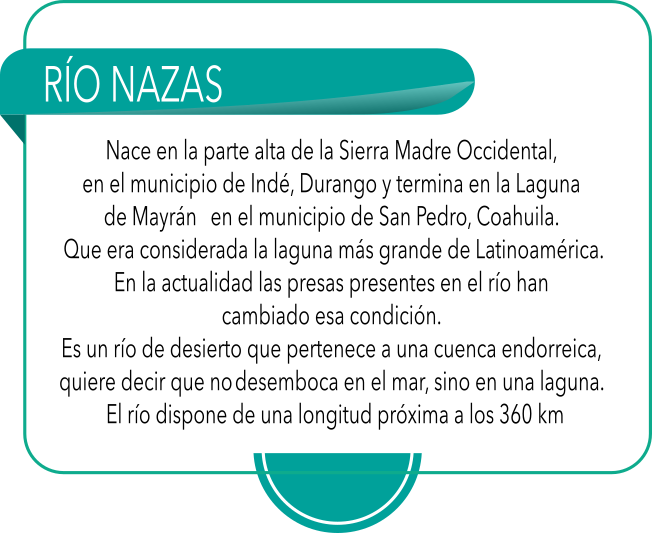 RÍO NAZAS
Nace en la parte alta de la Sierra Madre Occidental,
en el municipio de Indé, Durango y termina en la Laguna
de Mayrán en el municipio de San Pedro, Coahuila.
Que era considerada la laguna más grande de Latinoamérica.
En la actualidad las presas presentes en el río han
cambiado esa condición.
Es un río de desierto que pertenece a una cuenca endorreica,
quiere decir que no desemboca en el mar, sino en una laguna.
El río dispone de una longitud próxima a los 360 km